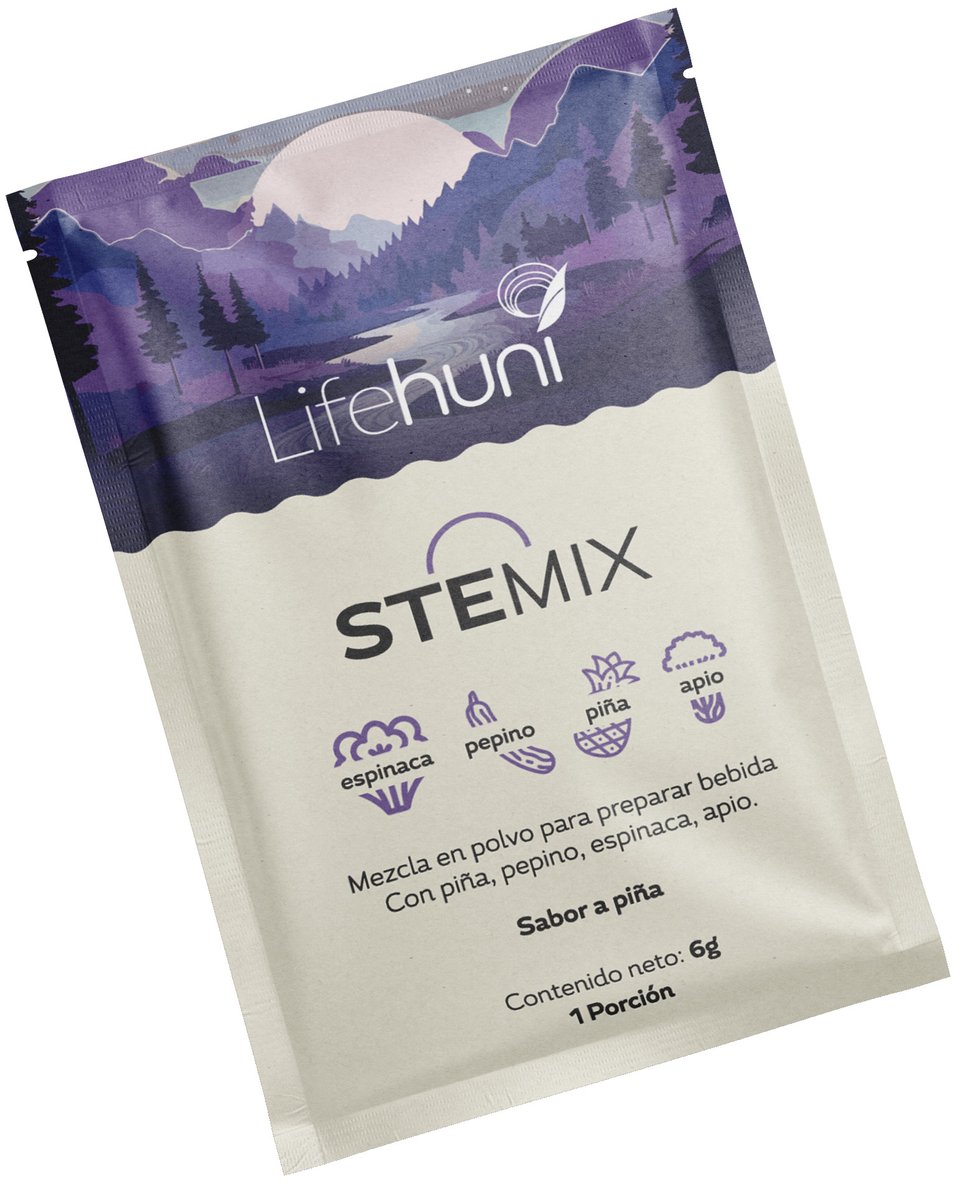 Lifehuni
STEMIX
espinaca
pepino
piña
apio
Mezcla en polvo para preparar bebida
Con piña, pepino, espinaca, apio.
Sabor a piña
Contenido neto: 6g
1 Porción